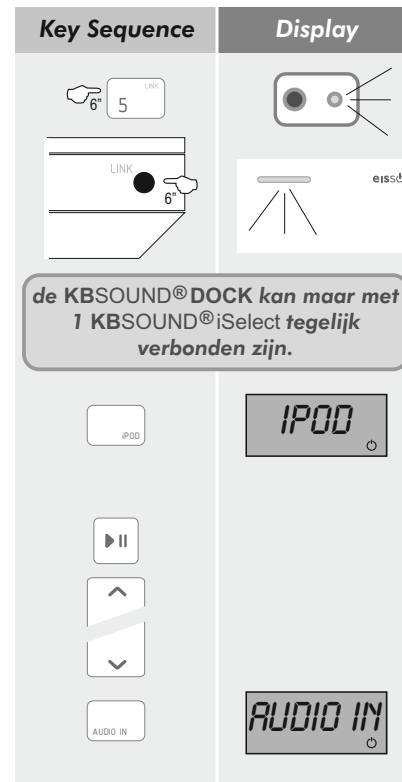 Key Sequence Display
LINK
5
6"
LINK
6"
de KBSOUND® DOCK kan maar met
1 KBSOUND® iSelect tegelijk
verbonden zijn.
iPOD
IPOD
AUDIO IN
AUDIO IN